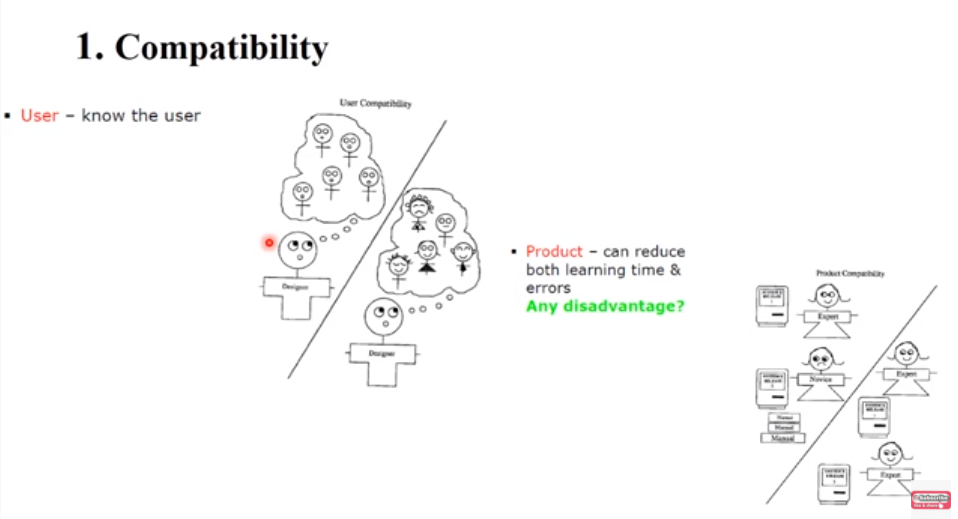 1. Compatibility
▪ User – know the user
User Compatibility
Designer
Designer
▪ Product – can reduce
both learning time &
errors
Any disadvantage?
Product Compatibility
Expert
Novice
Expert
Manual
Manual
Expert
Subscribe